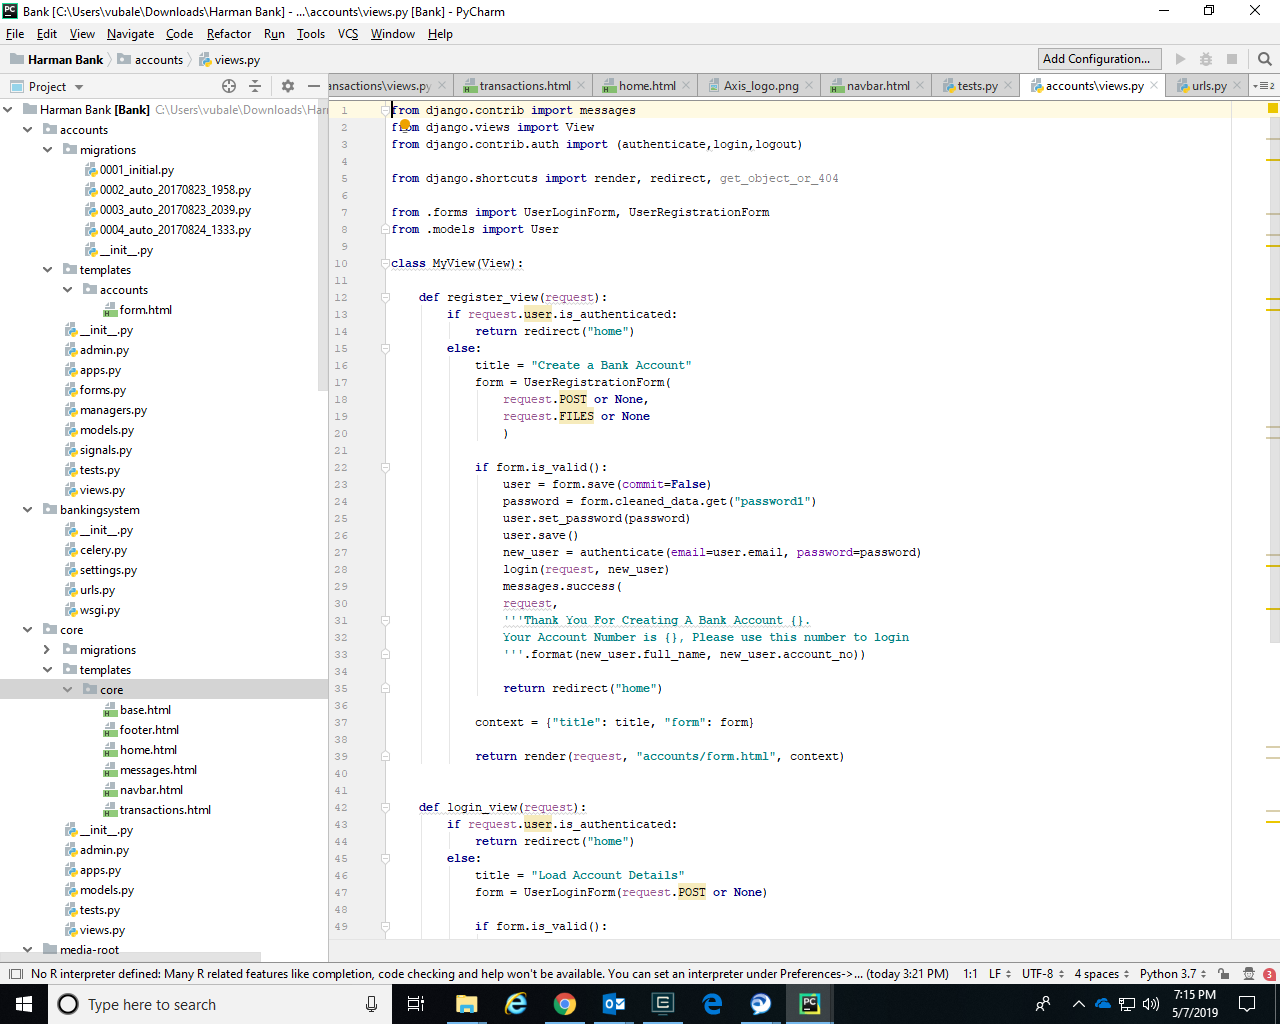 Bank [C:\Users\vubale\Downloads\Harman Bank] - ...\accounts\views.py [Bank] - PyCharm
File Edit View Navigate Code Refactor Run Tools VCS Window Help
Harman Bank accounts views.py Add Configuration...
Project
ansactions\views.py transactions.html home.html Axis_logo.png navbar.html tests.py accounts\views.py urls.py 2
Harman Bank [Bank] C:\Users\vubale\Downloads\Har
accounts
migrations
0001_initial.py
0002_auto_20170823_1958.py
0003_auto_20170823_2039.py
0004_auto_20170824_1333.py
__init__.py
templates
accounts
form.html
__init__.py
admin.py
apps.py
forms.py
managers.py
models.py
signals.py
tests.py
views.py
bankingsystem
__init__.py
celery.py
settings.py
urls.py
wsgi.py
core
migrations
templates
core
base.html
footer.html
home.html
messages.html
navbar.html
transactions.html
__init__.py
admin.py
apps.py
models.py
tests.py
views.py
media-root
1 from django.contrib import messages
2 from django.views import View
3 from django.contrib.auth import (authenticate,login,logout)
4
5 from django.shortcuts import render, redirect, get_object_or_404
6
7 from .forms import UserLoginForm, UserRegistrationForm
8 from .models import User
9
10 class MyView(View):
11
12 def register_view(request):
13 if request.user.is_authenticated:
14 return redirect("home")
15 else:
16 title = "Create a Bank Account"
17 form = UserRegistrationForm(
18 request.POST or None,
19 request.FILES or None
20 )
21
22 if form.is_valid():
23 user = form.save(commit=False)
24 password = form.cleaned_data.get("password1")
25 user.set_password(password)
26 user.save()
27 new_user = authenticate(email=user.email, password=password)
28 login(request, new_user)
29 messages.success(
30 request,
31 '''Thank You For Creating A Bank Account {}.
32 Your Account Number is {}, Please use this number to login
33 '''.format(new_user.full_name, new_user.account_no))
34
35 return redirect("home")
36
37 context = {"title": title, "form": form}
38
39 return render(request, "accounts/form.html", context)
40
41
42 def login_view(request):
43 if request.user.is_authenticated:
44 return redirect("home")
45 else:
46 title = "Load Account Details"
47 form = UserLoginForm(request.POST or None)
48
49 if form.is_valid():
No R interpreter defined: Many R related features like completion, code checking and help won't be available. You can set an interpreter under Preferences->... (today 3:21 PM) 1:1 LF UTF-8 4 spaces Python 3.7 3
Type here to search
7:15 PM
5/7/2019